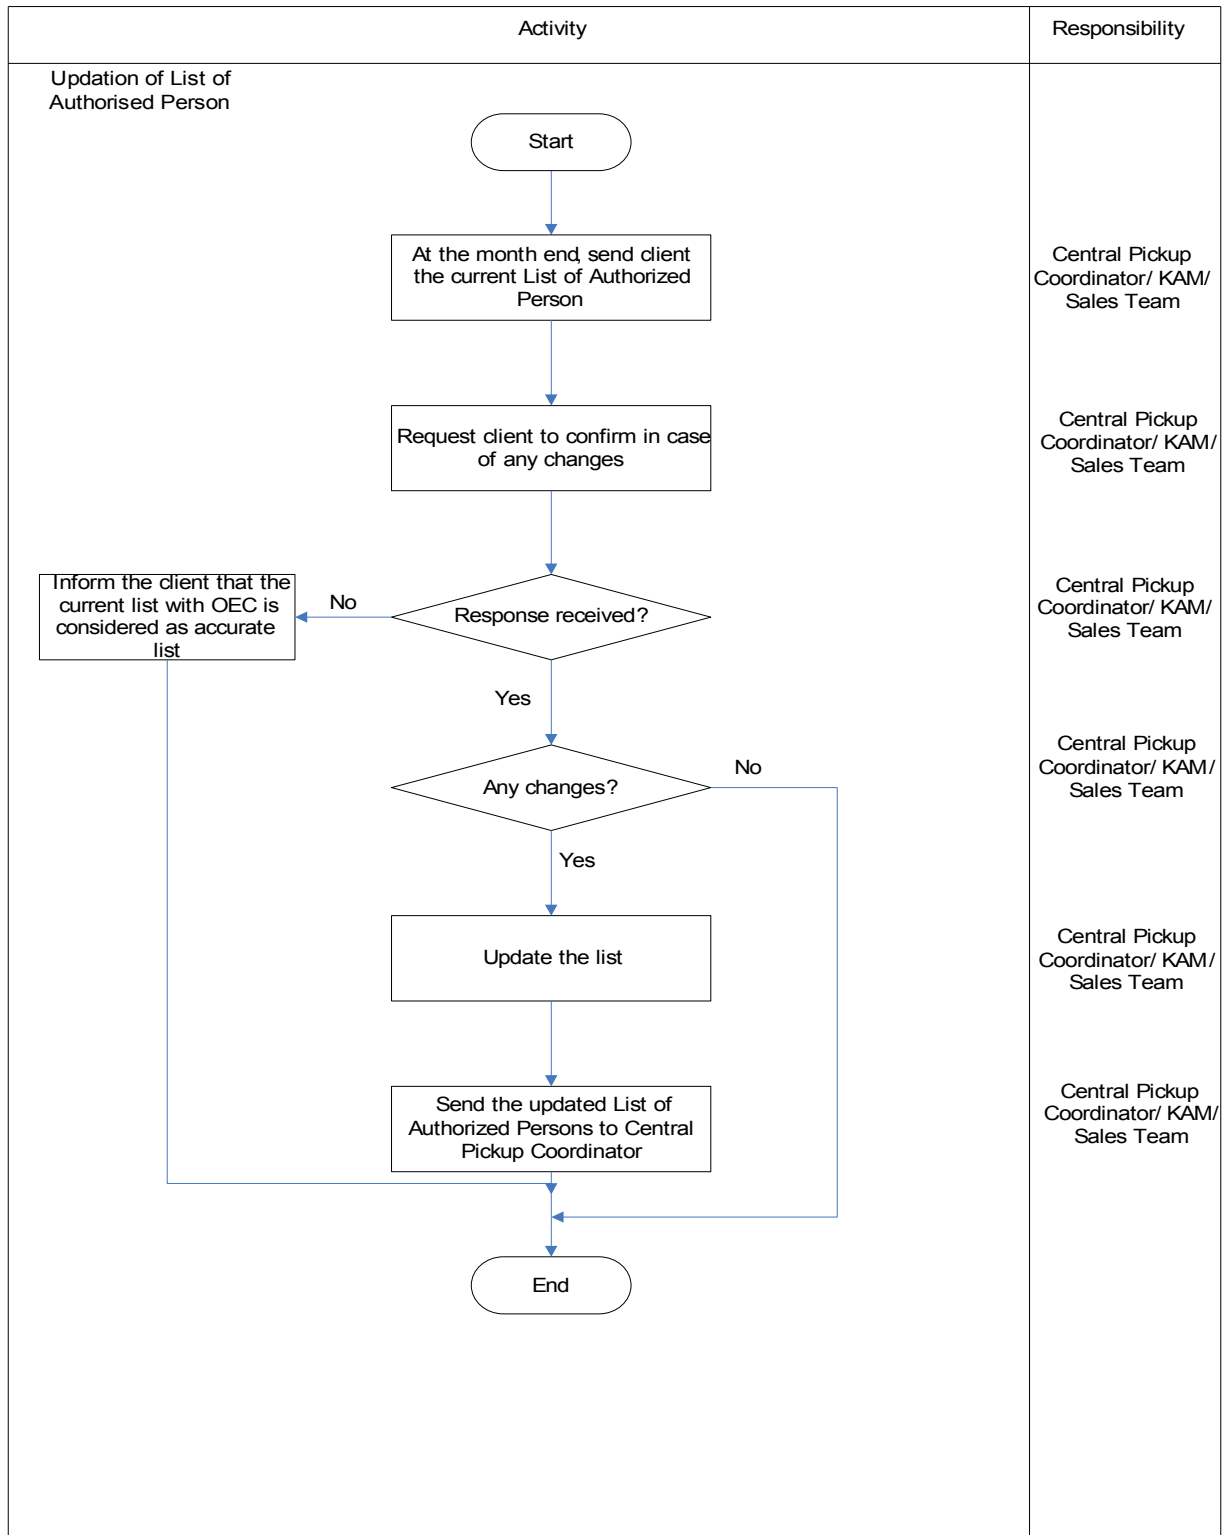 Activity
Responsibility
Updation of List of
Authorised Person
Start
At the month end, send client
the current List of Authorized
Person
Central Pickup
Coordinator/ KAM/
Sales Team
Request client to confirm in case
of any changes
Central Pickup
Coordinator/ KAM/
Sales Team
Inform the client that the
current list with OEC is
considered as accurate
list
No
Response received?
Central Pickup
Coordinator/ KAM/
Sales Team
Yes
Any changes?
No
Central Pickup
Coordinator/ KAM/
Sales Team
Yes
Update the list
Central Pickup
Coordinator/ KAM/
Sales Team
Send the updated List of
Authorized Persons to Central
Pickup Coordinator
Central Pickup
Coordinator/ KAM/
Sales Team
End